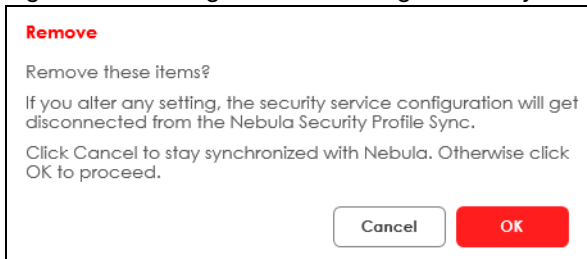 Remove
Remove these items?
If you alter any setting, the security service configuration will get
disconnected from the Nebula Security Profile Sync.
Click Cancel to stay synchronized with Nebula. Otherwise click
OK to proceed.
Cancel OK